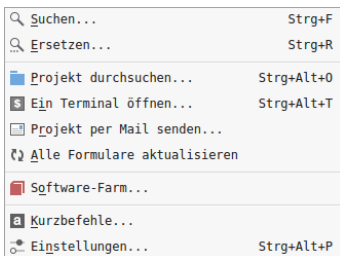 Suchen... Strg+F
Ersetzen... Strg+R
Projekt durchsuchen... Strg+Alt+O
$ Ein Terminal öffnen... Strg+Alt+T
Projekt per Mail senden...
Alle Formulare aktualisieren
Software-Farm...
a Kurzbefehle...
Einstellungen... Strg+Alt+P